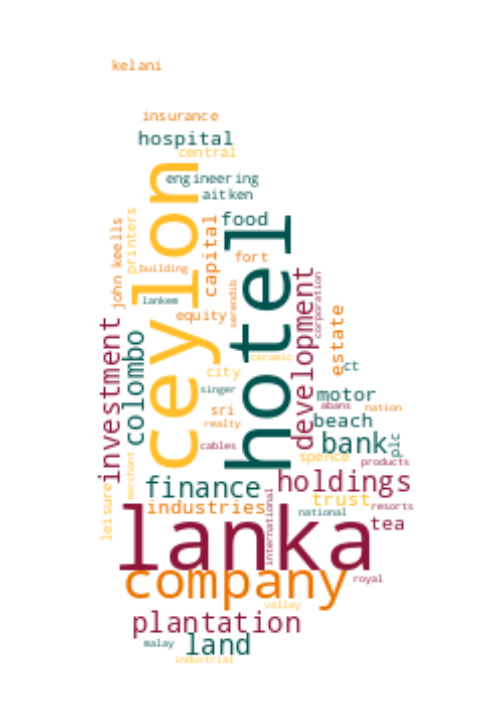 kelani
insurance
hospital
central
engineering
aitken
food
printers
john keells
capital
ceylon
hotel
fort
building
lankem
serendib
corporation
equity
development
estate
investment
colombo
ceramic
ct
city
singer
motor
sri
abans
nation
realty
beach
cables
bank
plc
merchant
spence
products
finance
holdings
leisure
industries
international
trust
resorts
national
lanka
tea
company
royal
valley
plantation
malay
land
industrial